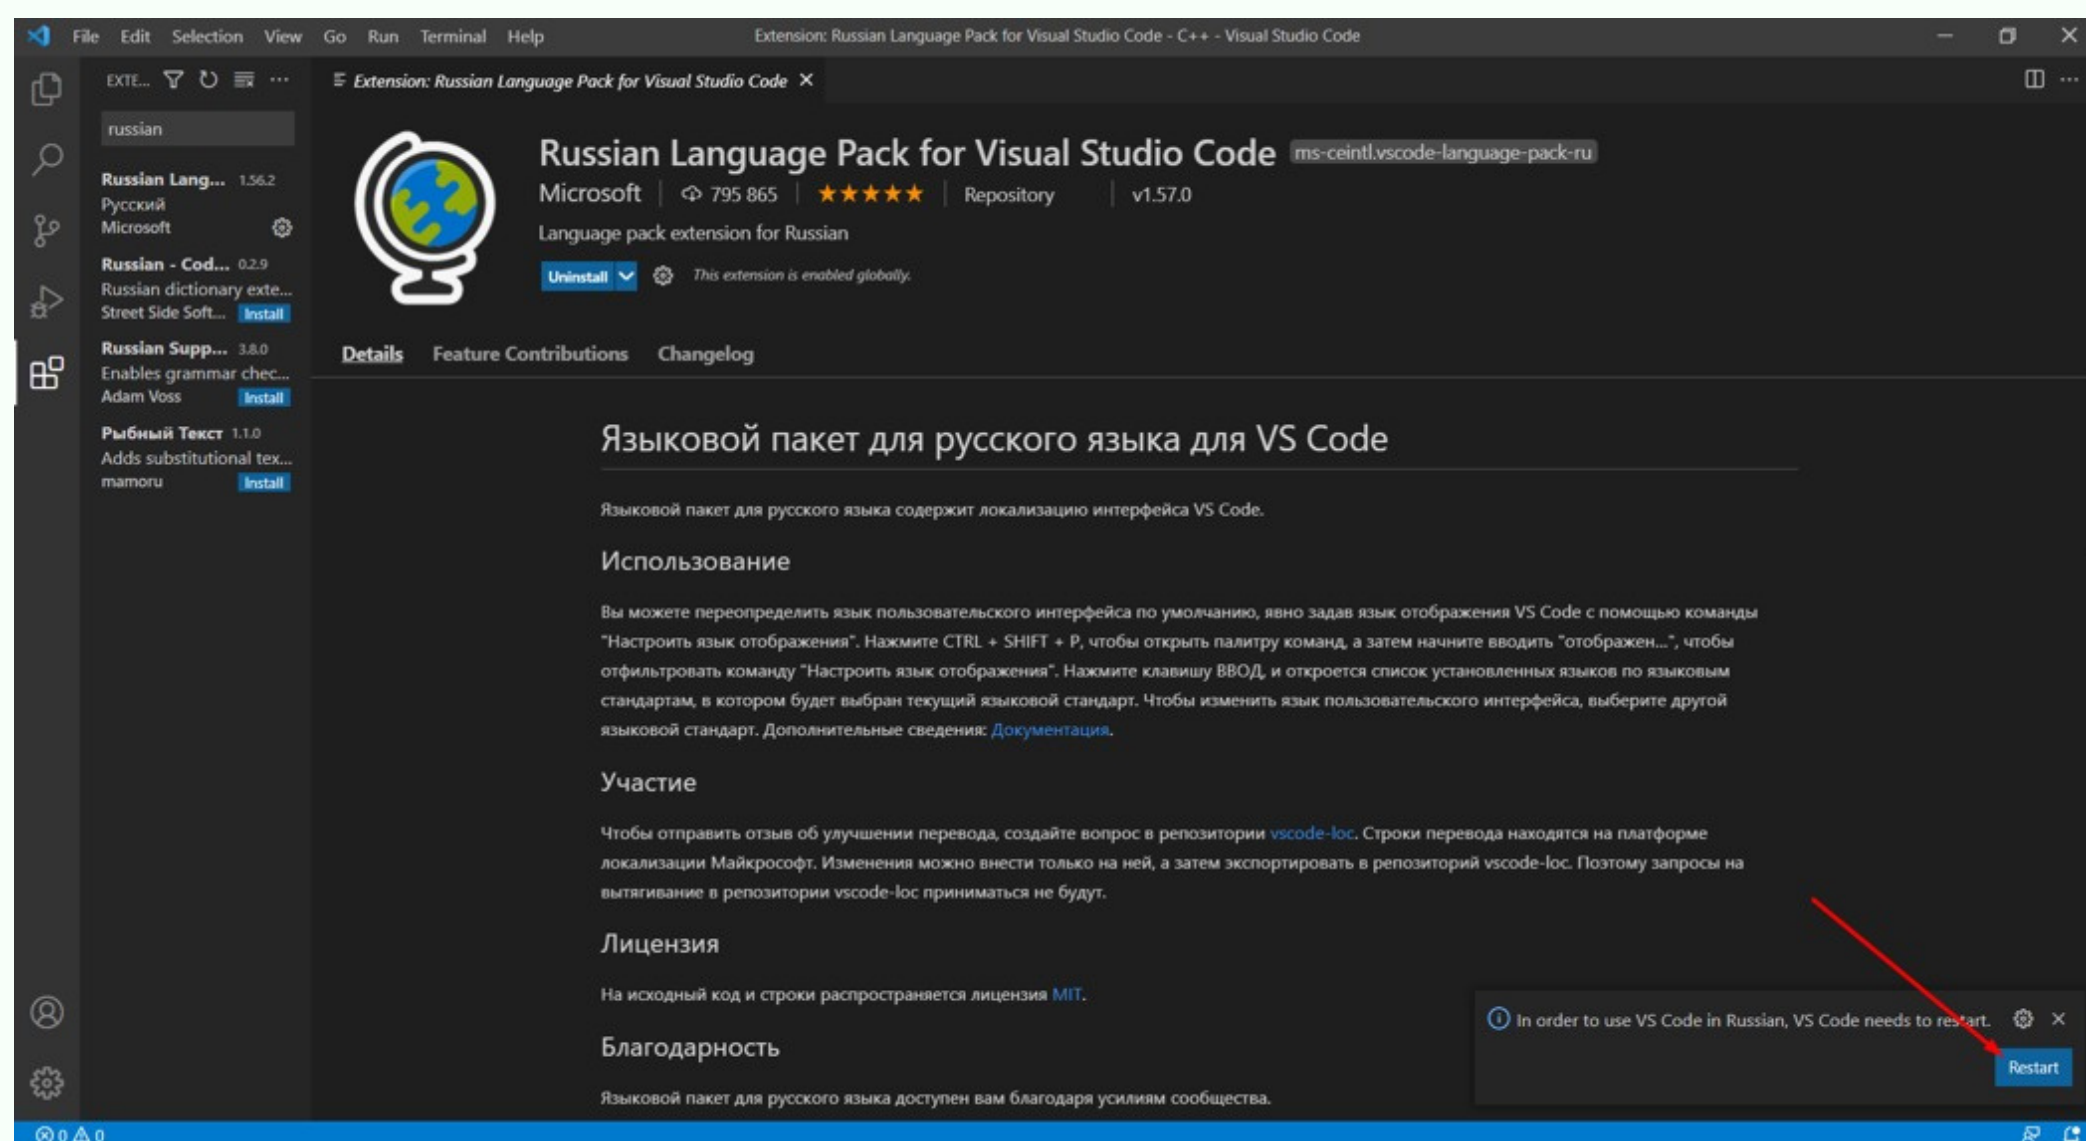 File Edit Selection View Go Run Terminal Help
Extension: Russian Language Pack for Visual Studio Code - C++ - Visual Studio Code
EXTE...
Extension: Russian Language Pack for Visual Studio Code
russian
Russian Lang... 1.56.2
Русский
Microsoft
Russian - Cod... 0.2.9
Russian dictionary exte...
Street Side Soft... Install
Russian Supp... 3.8.0
Enables grammar chec...
Adam Voss Install
Рыбный Текст 1.1.0
Adds substitutional tex...
mamoru Install
Russian Language Pack for Visual Studio Code ms-ceintl.vscode-language-pack-ru
Microsoft 795 865 Repository v1.57.0
Language pack extension for Russian
Uninstall This extension is enabled globally.
Details Feature Contributions Changelog
Языковой пакет для русского языка для VS Code
Языковой пакет для русского языка содержит локализацию интерфейса VS Code.
Использование
Вы можете переопределить язык пользовательского интерфейса по умолчанию, явно задав язык отображения VS Code с помощью команды
"Настроить язык отображения". Нажмите CTRL + SHIFT + P, чтобы открыть палитру команд, а затем начните вводить "отображен...", чтобы
отфильтровать команду "Настроить язык отображения". Нажмите клавишу ВВОД, и откроется список установленных языков по языковым
стандартам, в котором будет выбран текущий языковой стандарт. Чтобы изменить язык пользовательского интерфейса, выберите другой
языковой стандарт. Дополнительные сведения: Документация.
Участие
Чтобы отправить отзыв об улучшении перевода, создайте вопрос в репозитории vscode-loc. Строки перевода находятся на платформе
локализации Майкрософт. Изменения можно внести только на ней, а затем экспортировать в репозиторий vscode-loc. Поэтому запросы на
вытягивание в репозитории vscode-loc приниматься не будут.
Лицензия
На исходный код и строки распространяется лицензия MIT.
Благодарность
Языковой пакет для русского языка доступен вам благодаря усилиям сообщества.
In order to use VS Code in Russian, VS Code needs to restart.
Restart
0 0